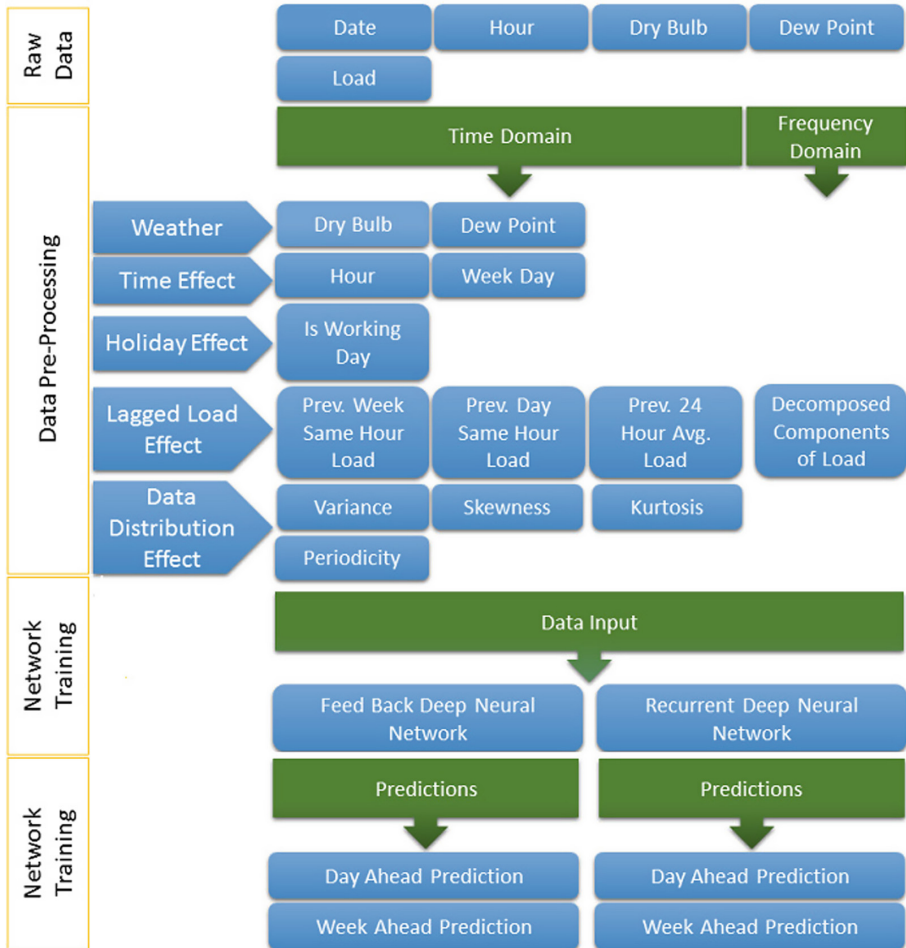 Raw
Data
Date
Hour
Dry Bulb
Dew Point
Load
Data Pre-Processing
Time Domain
Frequency
Domain
Weather
Dry Bulb
Dew Point
Time Effect
Hour
Week Day
Holiday Effect
Is Working
Day
Lagged Load
Effect
Prev. Week
Same Hour
Load
Prev. Day
Same Hour
Load
Prev. 24
Hour Avg.
Load
Decomposed
Components
of Load
Data
Distribution
Effect
Variance
Skewness
Kurtosis
Periodicity
Network
Training
Data Input
Feed Back Deep Neural
Network
Recurrent Deep Neural
Network
Network
Training
Predictions
Predictions
Day Ahead Prediction
Day Ahead Prediction
Week Ahead Prediction
Week Ahead Prediction